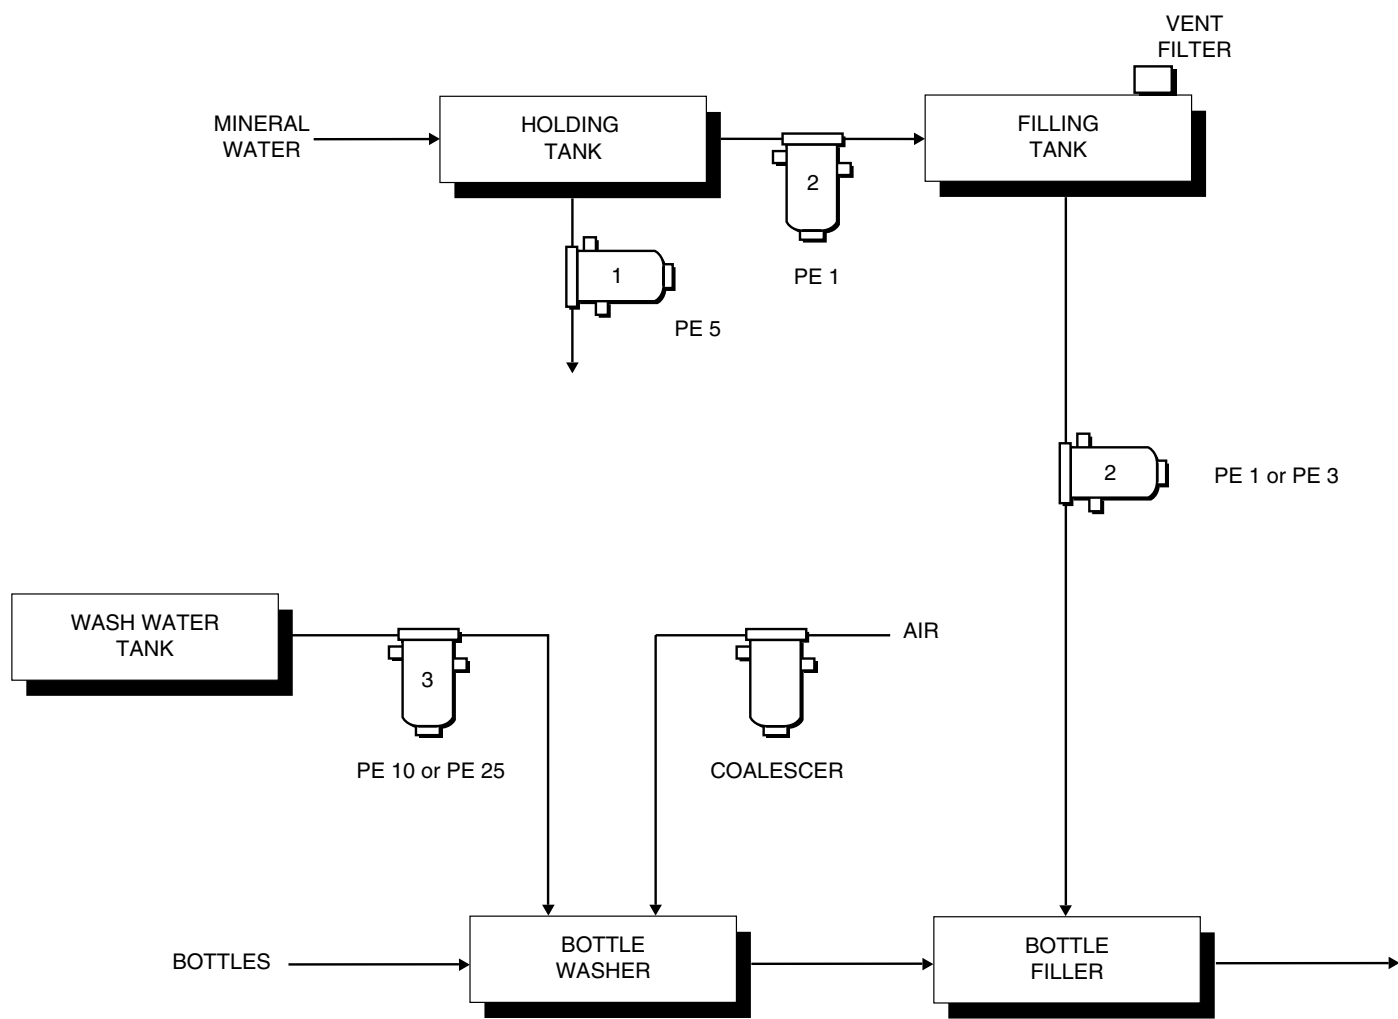 VENT
FILTER
MINERAL
WATER
HOLDING
TANK
FILLING
TANK
2
PE 1
1
PE 5
2
PE 1 or PE 3
WASH WATER
TANK
AIR
3
PE 10 or PE 25
COALESCER
BOTTLES
BOTTLE
WASHER
BOTTLE
FILLER